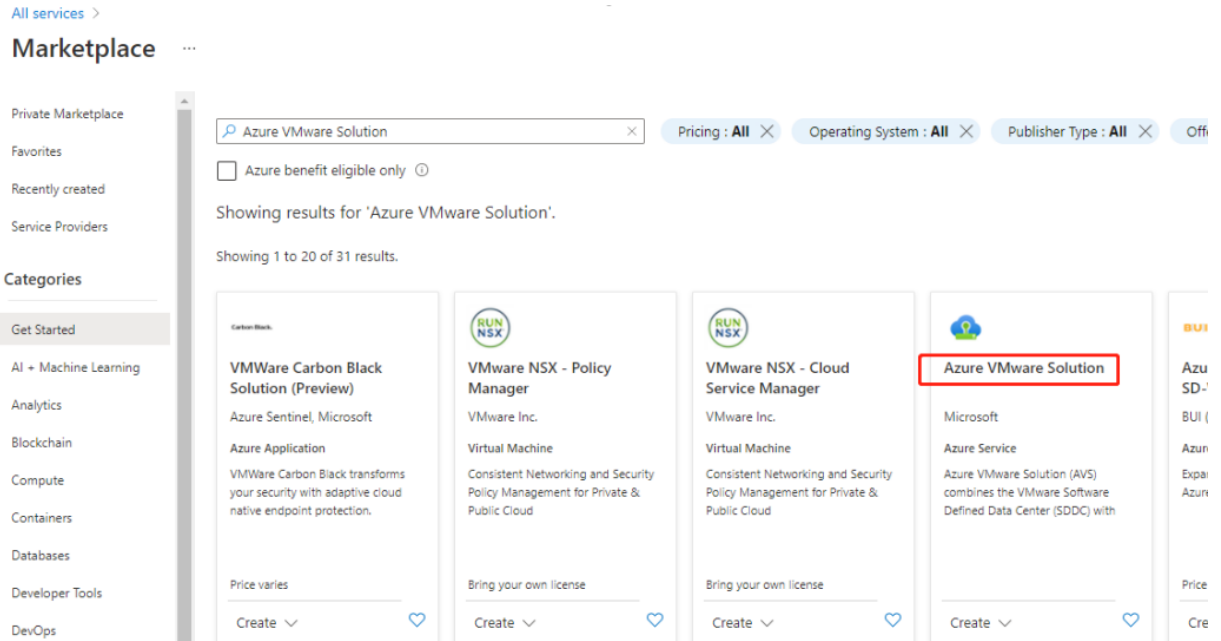 All services >
Marketplace ...
Private Marketplace
Favorites
Recently created
Service Providers
Categories
Get Started
AI + Machine Learning
Analytics
Blockchain
Compute
Containers
Databases
Developer Tools
DevOps
Azure VMware Solution
Pricing : All
Operating System : All
Publisher Type : All
Azure benefit eligible only
Showing results for 'Azure VMware Solution'.
Showing 1 to 20 of 31 results.
Carbon Black.
VMWare Carbon Black
Solution (Preview)
Azure Sentinel, Microsoft
Azure Application
VMWare Carbon Black transforms
your security with adaptive cloud
native endpoint protection.
Price varies
Create
RUN
NSX
VMware NSX - Policy
Manager
VMware Inc.
Virtual Machine
Consistent Networking and Security
Policy Management for Private &
Public Cloud
Bring your own license
Create
RUN
NSX
VMware NSX - Cloud
Service Manager
VMware Inc.
Virtual Machine
Consistent Networking and Security
Policy Management for Private &
Public Cloud
Bring your own license
Create
Azure VMware Solution
Microsoft
Azure Service
Azure VMware Solution (AVS)
combines the VMware Software
Defined Data Center (SDDC) with
Create
BUI
Price